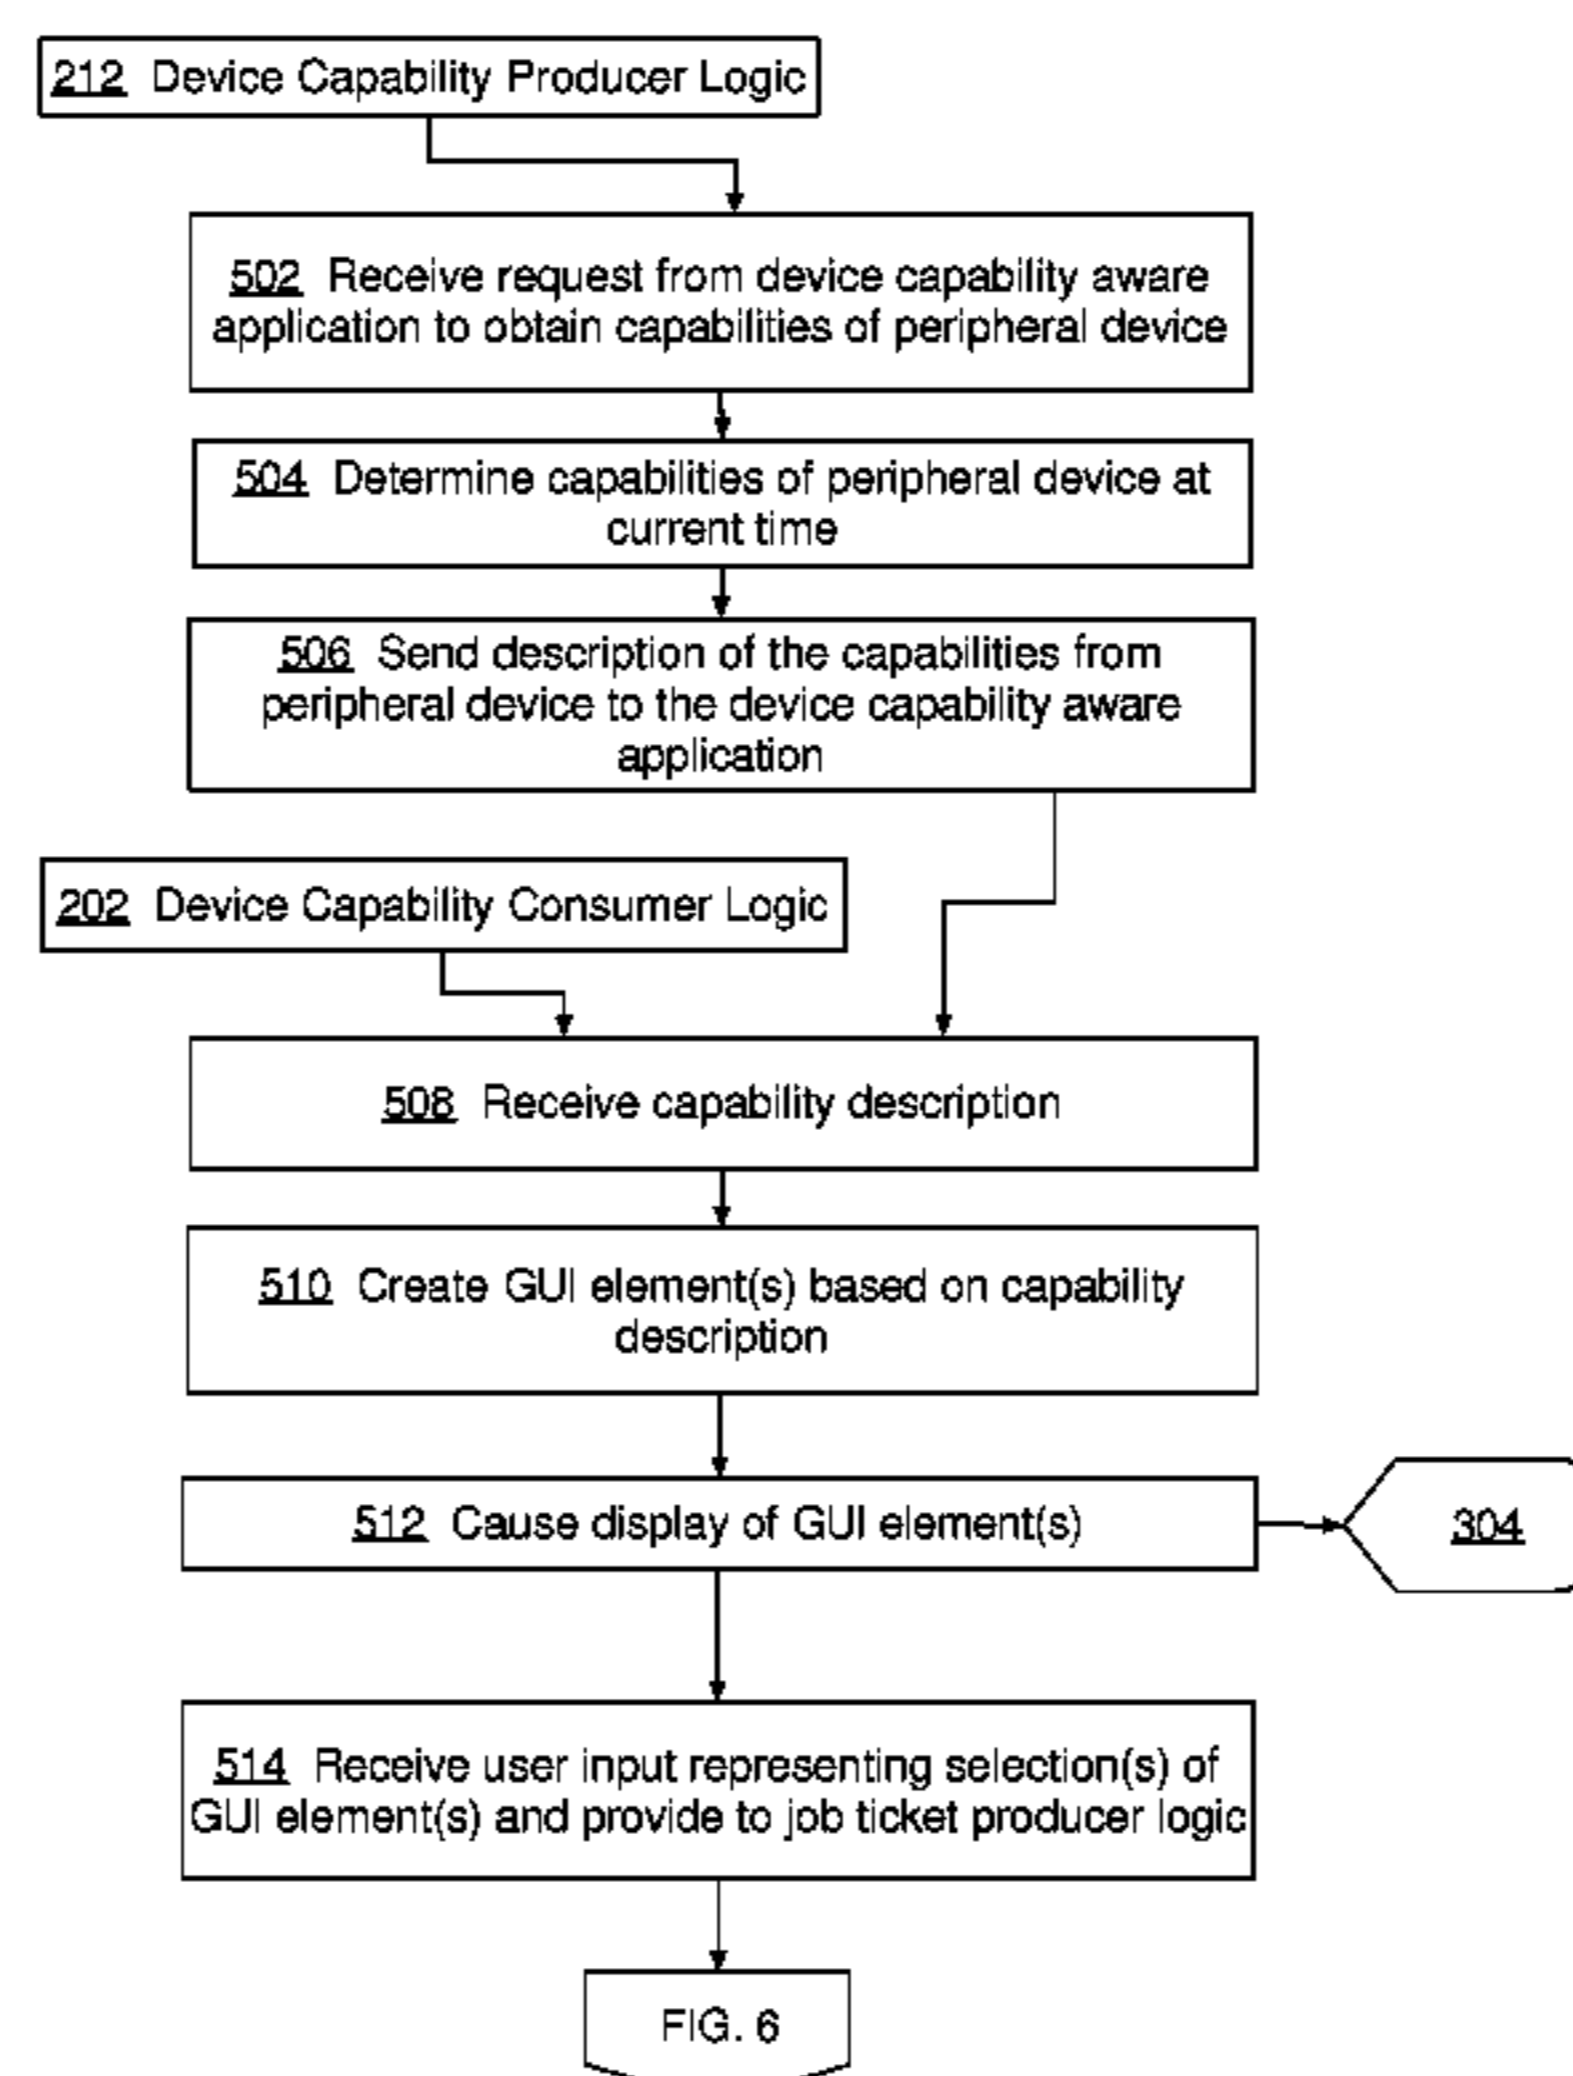 212 Device Capability Producer Logic
502 Receive request from device capability aware
application to obtain capabilities of peripheral device
504 Determine capabilities of peripheral device at
current time
506 Send description of the capabilities from
peripheral device to the device capability aware
application
202 Device Capability Consumer Logic
508 Receive capability description
510 Create GUI element(s) based on capability
description
512 Cause display of GUI element(s)
304
514 Receive user input representing selection(s) of
GUI element(s) and provide to job ticket producer logic
FIG. 6